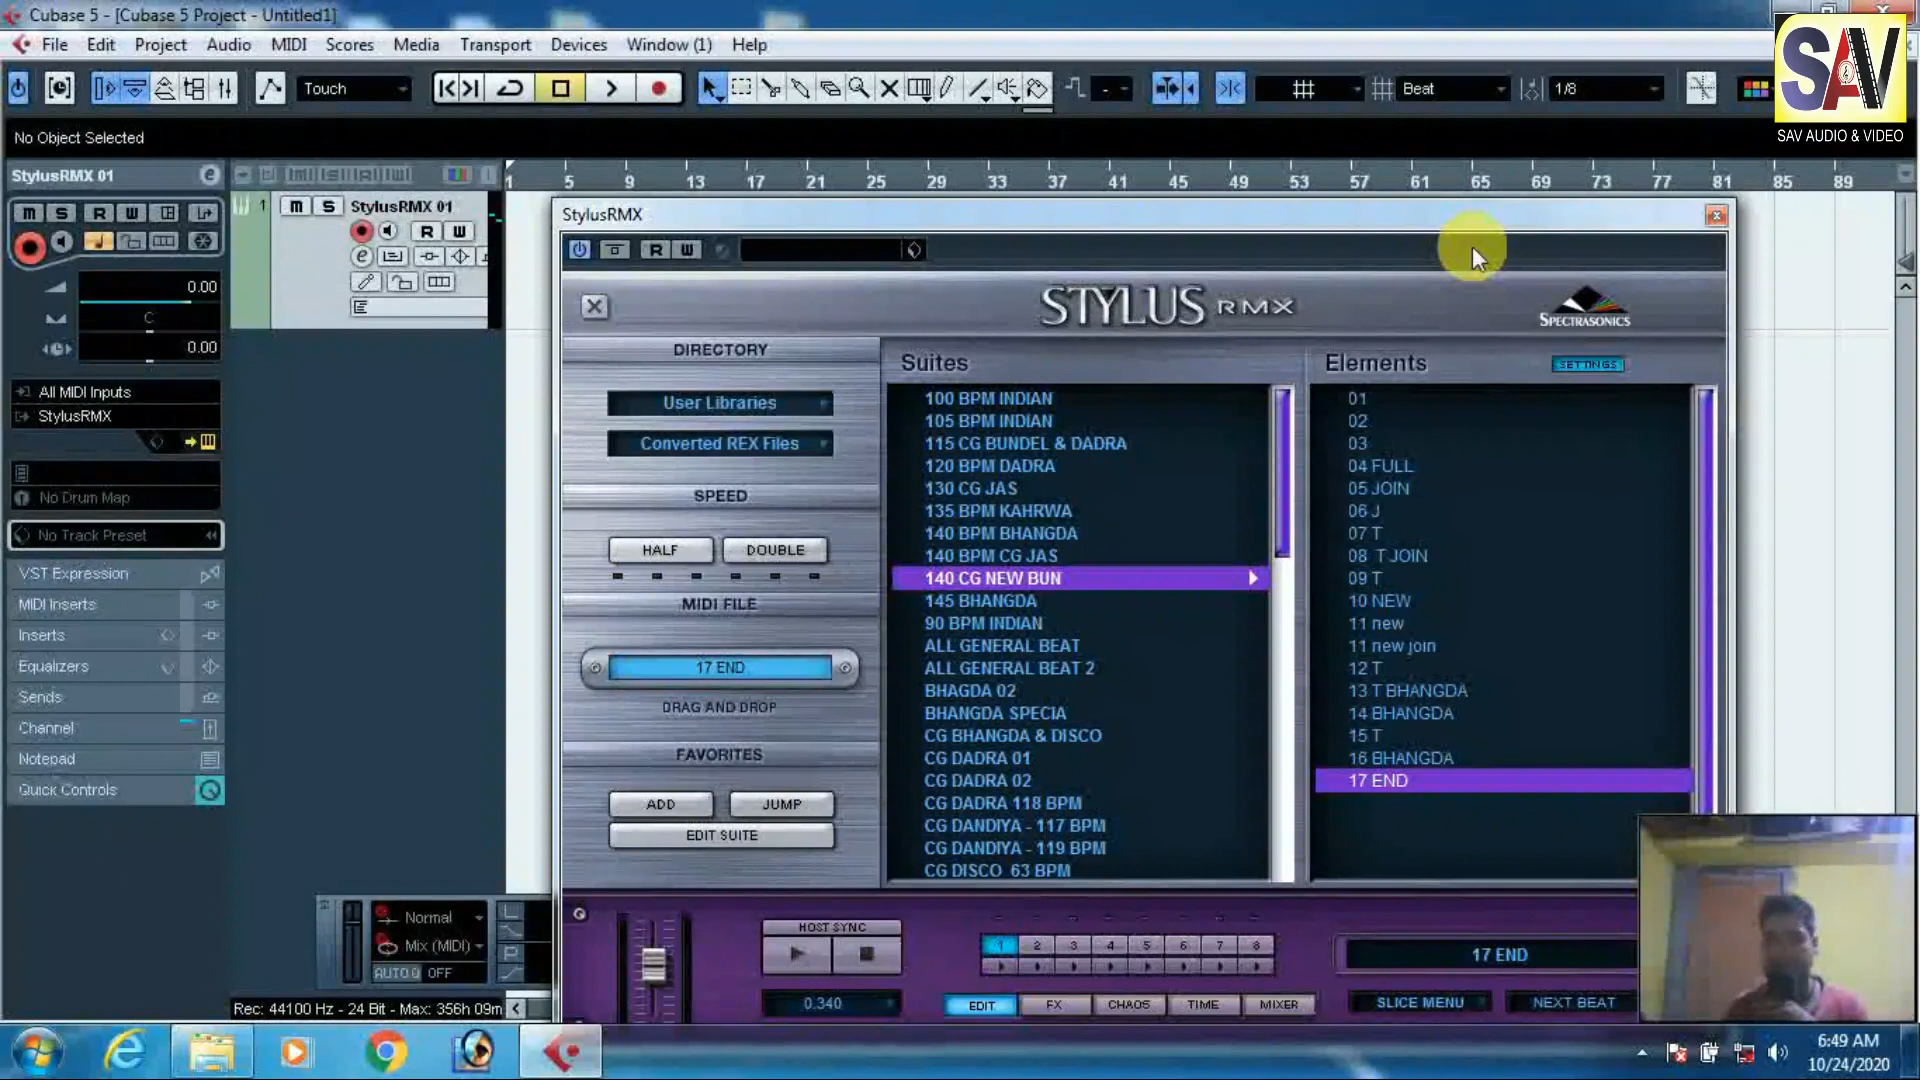 Cubase 5 - [Cubase 5 Project - Untitled1]
File Edit Project Audio MIDI Scores Media Transport Devices Window (1) Help
Touch
Beat
1/8
SAV
SAV AUDIO & VIDEO
No Object Selected
StylusRMX 01
1 5 9 13 17 21 25 29 33 37 41 45 49 53 57 61 65 69 73 77 81 85 89
M S R W
1 M S StylusRMX 01
R W
0.00
C
0.00
All MIDI Inputs
StylusRMX
No Drum Map
No Track Preset
VST Expression
MIDI Inserts
Inserts
Equalizers
Sends
Channel
Notepad
Quick Controls
StylusRMX
R W
STYLUS RMX
SPECTRASONICS
DIRECTORY
User Libraries
Converted REX Files
SPEED
HALF DOUBLE
MIDI FILE
17 END
DRAG AND DROP
FAVORITES
ADD JUMP
EDIT SUITE
Suites
100 BPM INDIAN
105 BPM INDIAN
115 CG BUNDEL & DADRA
120 BPM DADRA
130 CG JAS
135 BPM KAHRWA
140 BPM BHANGDA
140 BPM CG JAS
140 CG NEW BUN
145 BHANGDA
90 BPM INDIAN
ALL GENERAL BEAT
ALL GENERAL BEAT 2
BHAGDA 02
BHANGDA SPECIA
CG BHANGDA & DISCO
CG DADRA 01
CG DADRA 02
CG DADRA 118 BPM
CG DANDIYA - 117 BPM
CG DANDIYA - 119 BPM
CG DISCO 63 BPM
Elements
SETTINGS
01
02
03
04 FULL
05 JOIN
06 J
07 T
08 T JOIN
09 T
10 NEW
11 new
11 new join
12 T
13 T BHANGDA
14 BHANGDA
15 T
16 BHANGDA
17 END
Normal
Mix (MIDI)
AUTO Q OFF
HOST SYNC
0.340
1 2 3 4 5 6 7 8
EDIT FX CHAOS TIME MIXER
17 END
SLICE MENU NEXT BEAT
Rec: 44100 Hz - 24 Bit - Max: 356h 09m
6:49 AM
10/24/2020